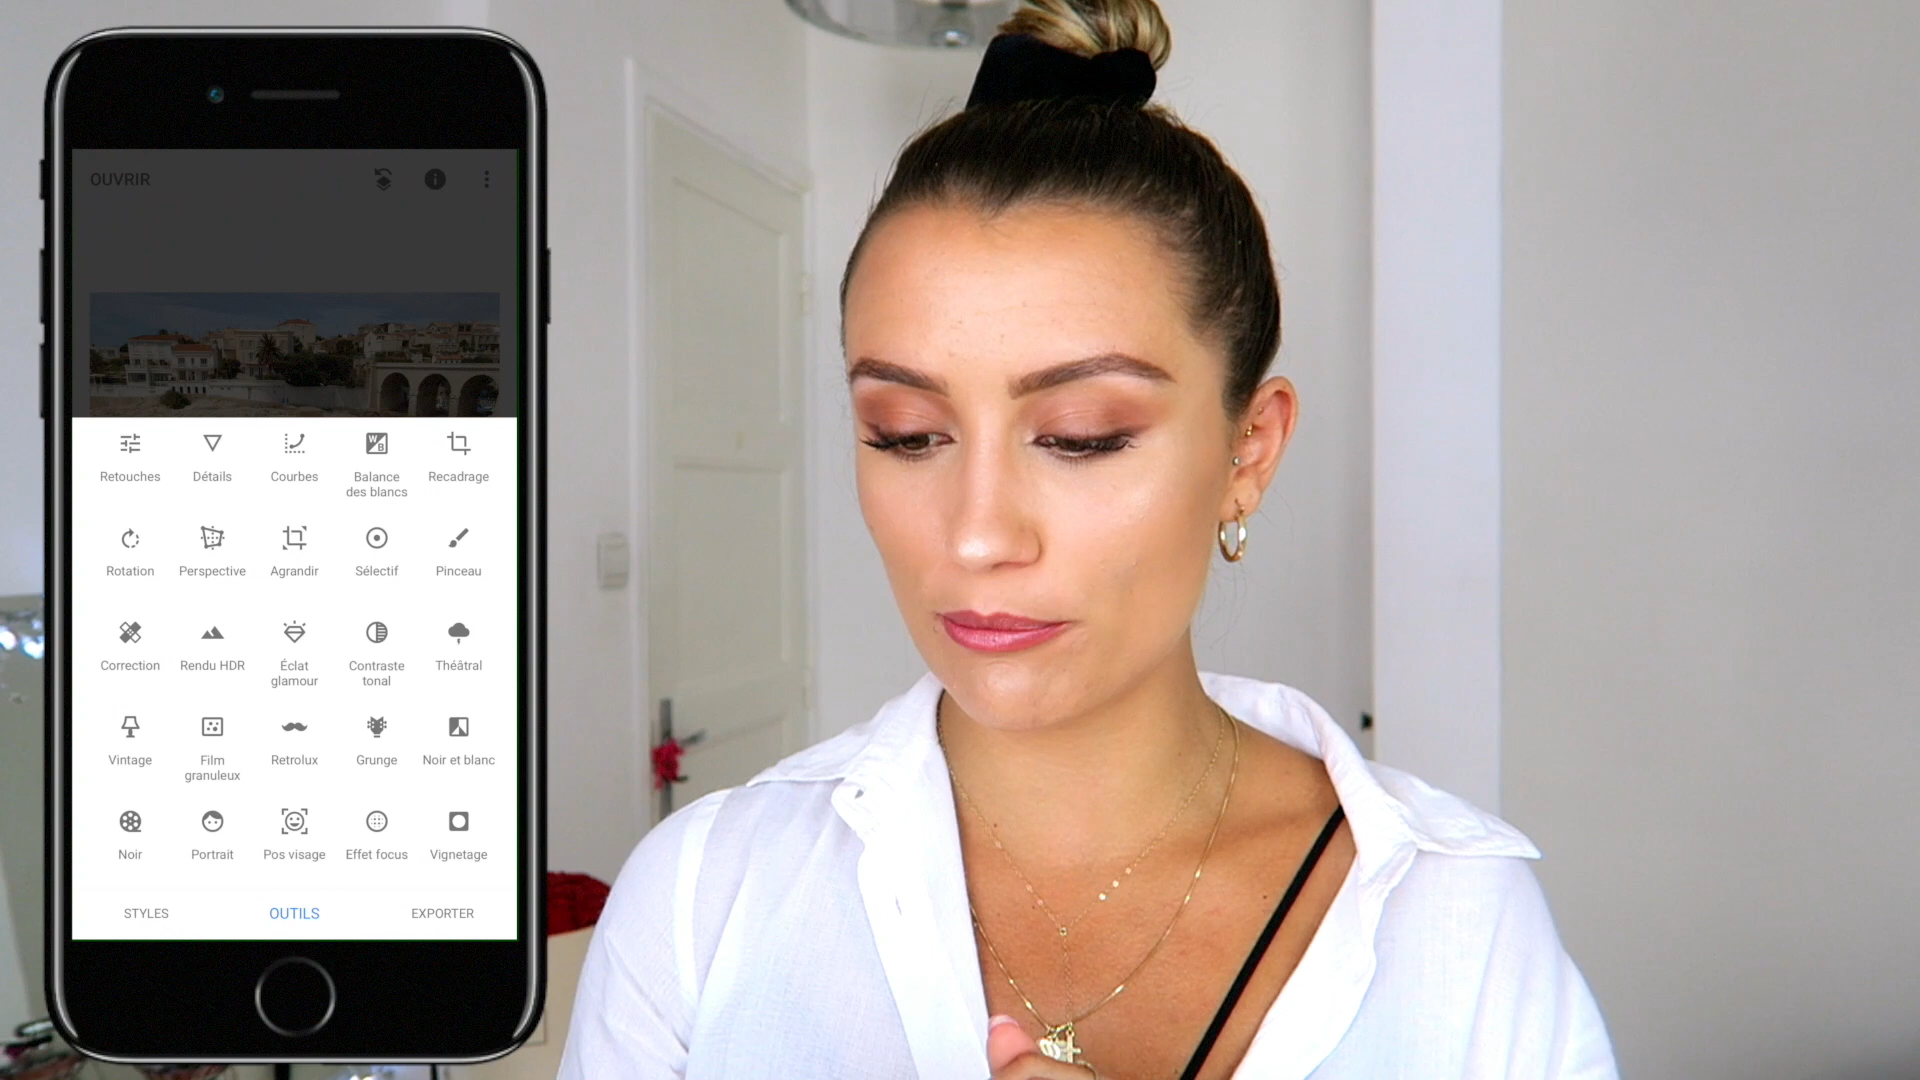 OUVRIR
Retouches
Détails
Courbes
Balance
des blancs
Recadrage
Rotation
Perspective
Agrandir
Sélectif
Pinceau
Correction
Rendu HDR
Éclat
glamour
Contraste
tonal
Théâtral
Vintage
Film
granuleux
Retrolux
Grunge
Noir et blanc
Noir
Portrait
Pos visage
Effet focus
Vignetage
STYLES
OUTILS
EXPORTER